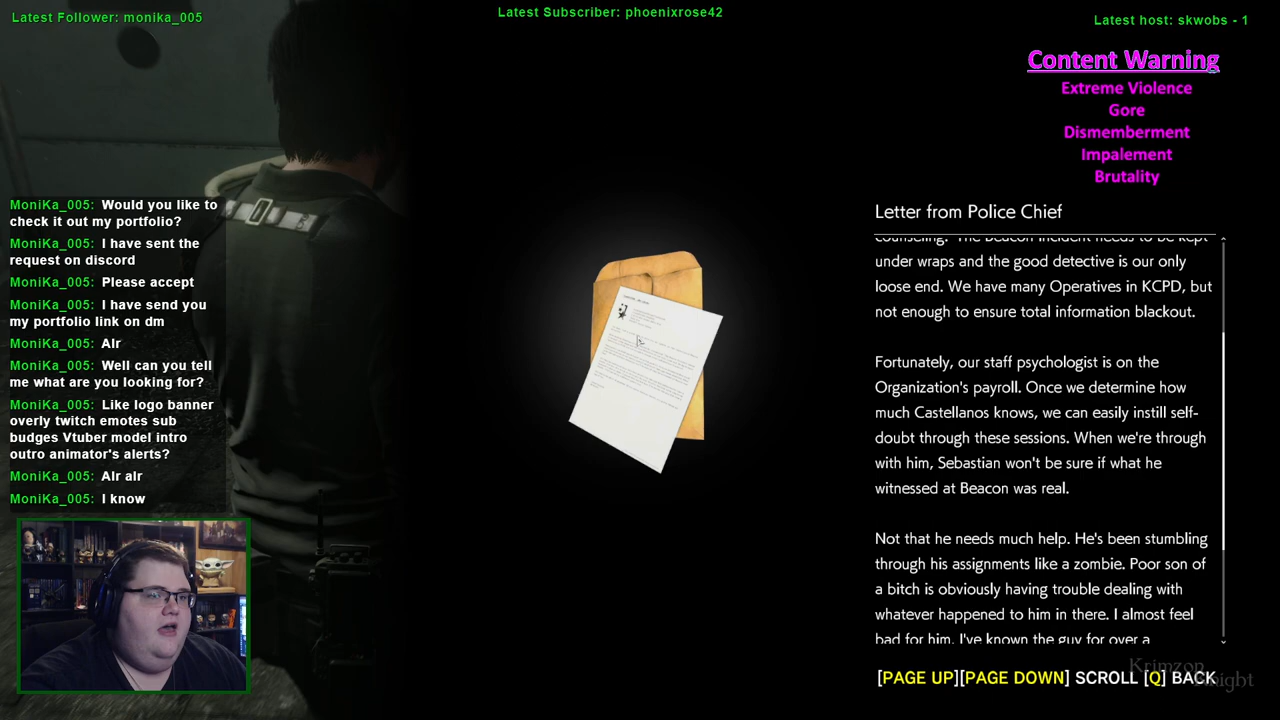 Latest Follower: monika_005
Latest Subscriber: phoenixrose42
Latest host: skwobs - 1
Content Warning
Extreme Violence
Gore
Dismemberment
Impalement
Brutality
MoniKa_005: Would you like to
check it out my portfolio?
MoniKa_005: I have sent the
request on discord
MoniKa_005: Please accept
MoniKa_005: I have send you
my portfolio link on dm
MoniKa_005: Alr
MoniKa_005: Well can you tell
me what are you looking for?
MoniKa_005: Like logo banner
overly twitch emotes sub
budges Vtuber model intro
outro animator's alerts?
MoniKa_005: Alr alr
MoniKa_005: I know
Letter from Police Chief
counseling. The Beacon Incident needs to be kept
under wraps and the good detective is our only
loose end. We have many Operatives in KCPD, but
not enough to ensure total information blackout.
Fortunately, our staff psychologist is on the
Organization's payroll. Once we determine how
much Castellanos knows, we can easily instill self-
doubt through these sessions. When we're through
with him, Sebastian won't be sure if what he
witnessed at Beacon was real.
Not that he needs much help. He's been stumbling
through his assignments like a zombie. Poor son of
a bitch is obviously having trouble dealing with
whatever happened to him in there. I almost feel
bad for him. I've known the guy for over a
Krimzon
Knight
[PAGE UP][PAGE DOWN] SCROLL [Q] BACK